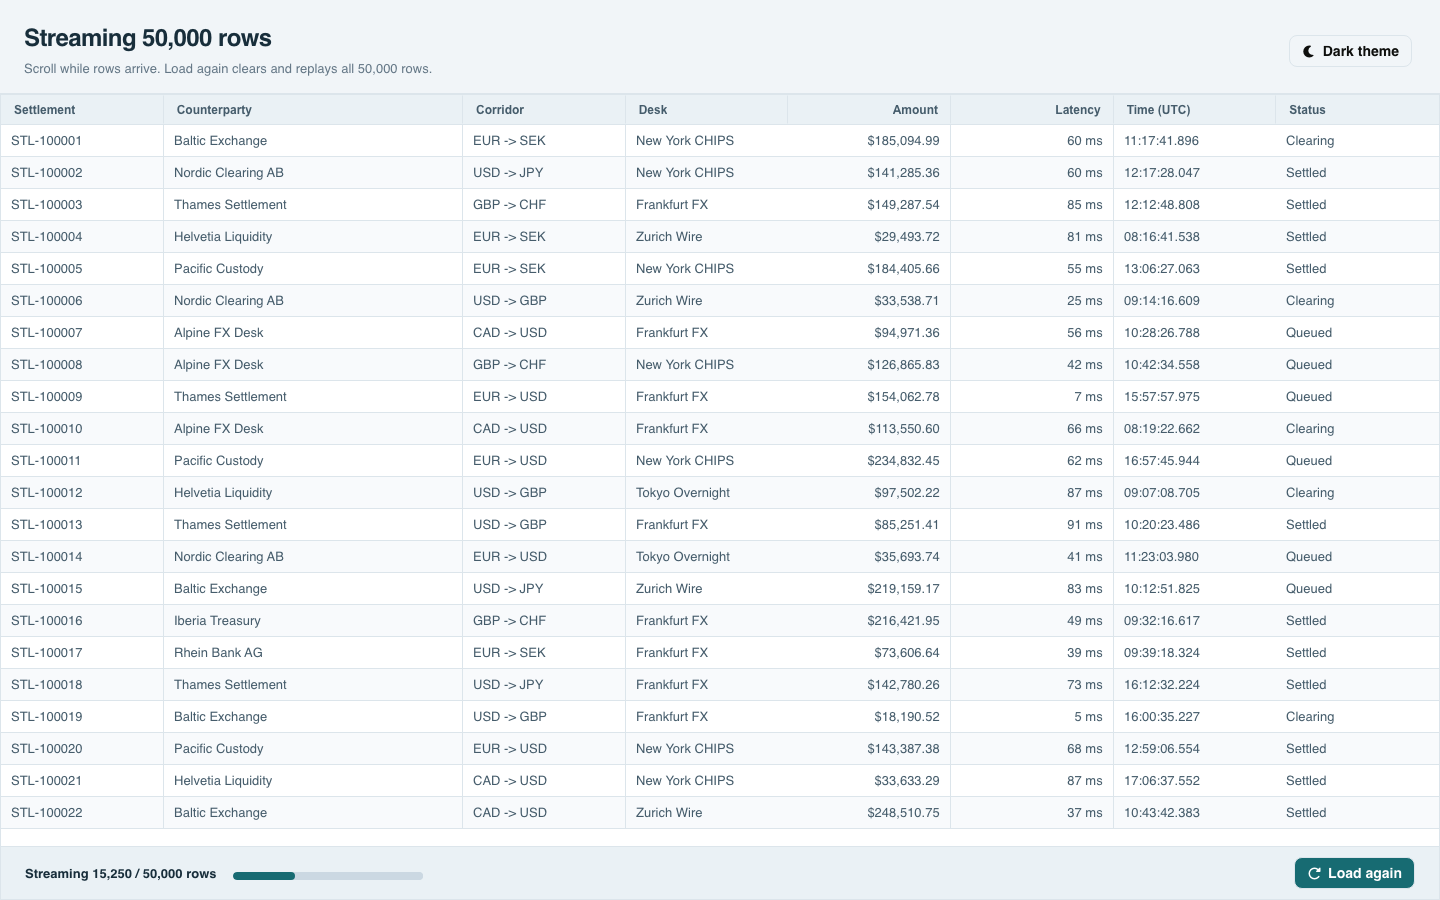 Streaming 50,000 rows
Scroll while rows arrive. Load again clears and replays all 50,000 rows.
Dark theme
Settlement Counterparty Corridor Desk Amount Latency Time (UTC) Status
STL-100001 Baltic Exchange EUR -> SEK New York CHIPS $185,094.99 60 ms 11:17:41.896 Clearing
STL-100002 Nordic Clearing AB USD -> JPY New York CHIPS $141,285.36 60 ms 12:17:28.047 Settled
STL-100003 Thames Settlement GBP -> CHF Frankfurt FX $149,287.54 85 ms 12:12:48.808 Settled
STL-100004 Helvetia Liquidity EUR -> SEK Zurich Wire $29,493.72 81 ms 08:16:41.538 Settled
STL-100005 Pacific Custody EUR -> SEK New York CHIPS $184,405.66 55 ms 13:06:27.063 Settled
STL-100006 Nordic Clearing AB USD -> GBP Zurich Wire $33,538.71 25 ms 09:14:16.609 Clearing
STL-100007 Alpine FX Desk CAD -> USD Frankfurt FX $94,971.36 56 ms 10:28:26.788 Queued
STL-100008 Alpine FX Desk GBP -> CHF New York CHIPS $126,865.83 42 ms 10:42:34.558 Queued
STL-100009 Thames Settlement EUR -> USD Frankfurt FX $154,062.78 7 ms 15:57:57.975 Queued
STL-100010 Alpine FX Desk CAD -> USD Frankfurt FX $113,550.60 66 ms 08:19:22.662 Clearing
STL-100011 Pacific Custody EUR -> USD New York CHIPS $234,832.45 62 ms 16:57:45.944 Queued
STL-100012 Helvetia Liquidity USD -> GBP Tokyo Overnight $97,502.22 87 ms 09:07:08.705 Clearing
STL-100013 Thames Settlement USD -> GBP Frankfurt FX $85,251.41 91 ms 10:20:23.486 Settled
STL-100014 Nordic Clearing AB EUR -> USD Tokyo Overnight $35,693.74 41 ms 11:23:03.980 Queued
STL-100015 Baltic Exchange USD -> JPY Zurich Wire $219,159.17 83 ms 10:12:51.825 Queued
STL-100016 Iberia Treasury GBP -> CHF Frankfurt FX $216,421.95 49 ms 09:32:16.617 Settled
STL-100017 Rhein Bank AG EUR -> SEK Frankfurt FX $73,606.64 39 ms 09:39:18.324 Settled
STL-100018 Thames Settlement USD -> JPY Frankfurt FX $142,780.26 73 ms 16:12:32.224 Settled
STL-100019 Baltic Exchange USD -> GBP Frankfurt FX $18,190.52 5 ms 16:00:35.227 Clearing
STL-100020 Pacific Custody EUR -> USD New York CHIPS $143,387.38 68 ms 12:59:06.554 Settled
STL-100021 Helvetia Liquidity CAD -> USD New York CHIPS $33,633.29 87 ms 17:06:37.552 Settled
STL-100022 Baltic Exchange CAD -> USD Zurich Wire $248,510.75 37 ms 10:43:42.383 Settled
Streaming 15,250 / 50,000 rows
Load again